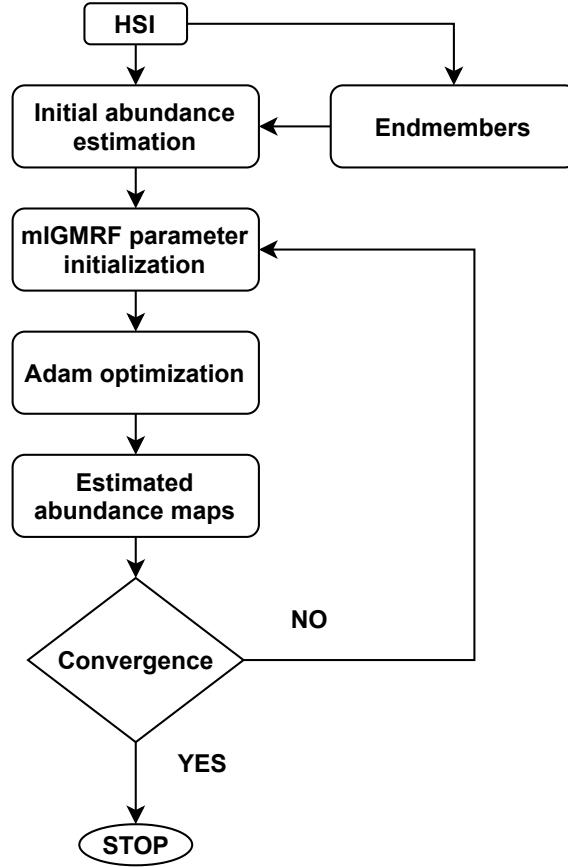 HSI
Initial abundance
estimation
Endmembers
mIGMRF parameter
initialization
Adam optimization
Estimated
abundance maps
NO
Convergence
YES
STOP